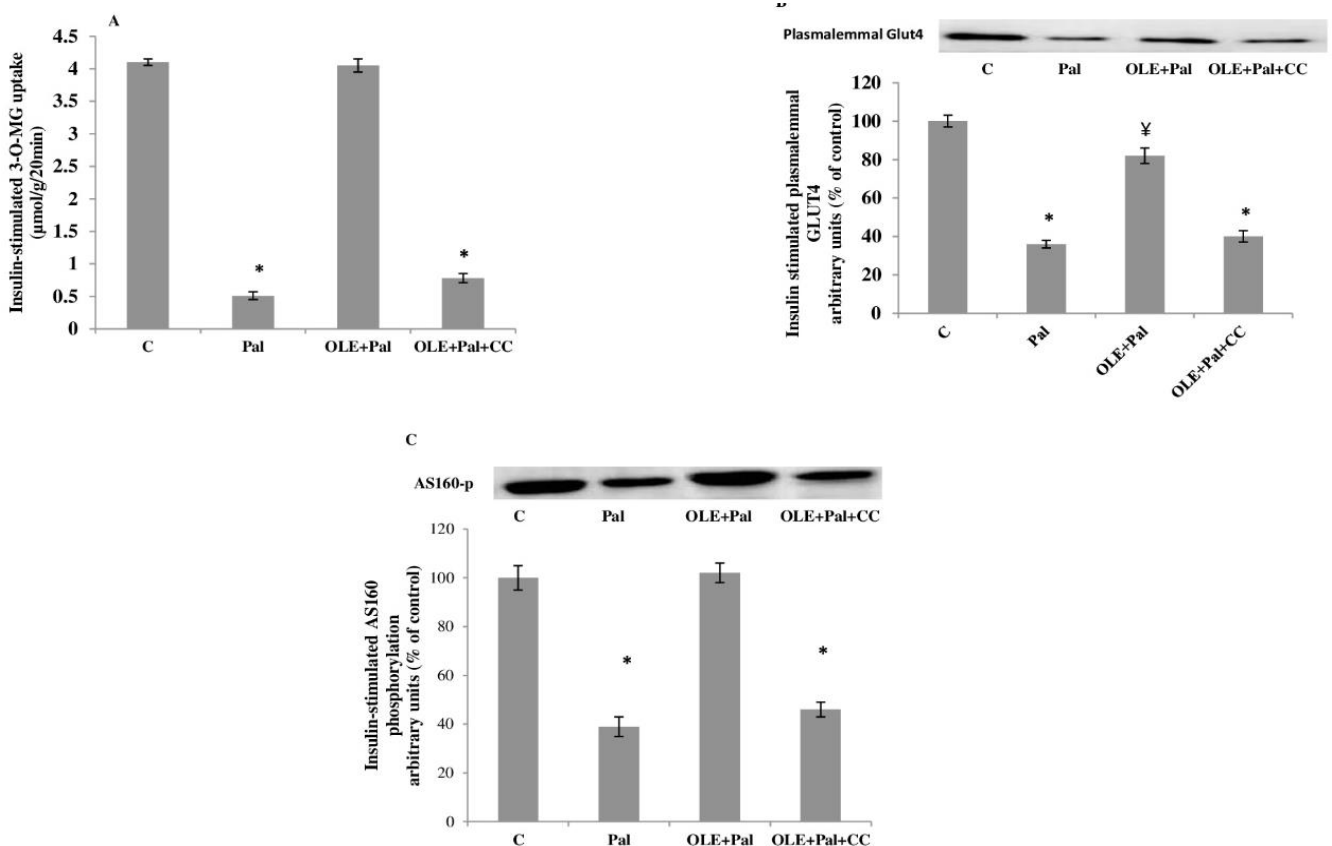 A
Insulin-stimulated 3-O-MG uptake
(µmol/g/20min)
4.5
4
3.5
3
2.5
2
1.5
1
0.5
0
*
*
C Pal OLE+Pal OLE+Pal+CC
B
Plasmalemmal Glut4
C Pal OLE+Pal OLE+Pal+CC
Insulin stimulated plasmalemmal
GLUT4
arbitrary units (% of control)
100
80
60
40
20
0
*
¥
*
C Pal OLE+Pal OLE+Pal+CC
C
AS160-p
C Pal OLE+Pal OLE+Pal+CC
Insulin-stimulated AS160
phosphorylation
arbitrary units (% of control)
120
100
80
60
40
20
0
*
*
C Pal OLE+Pal OLE+Pal+CC